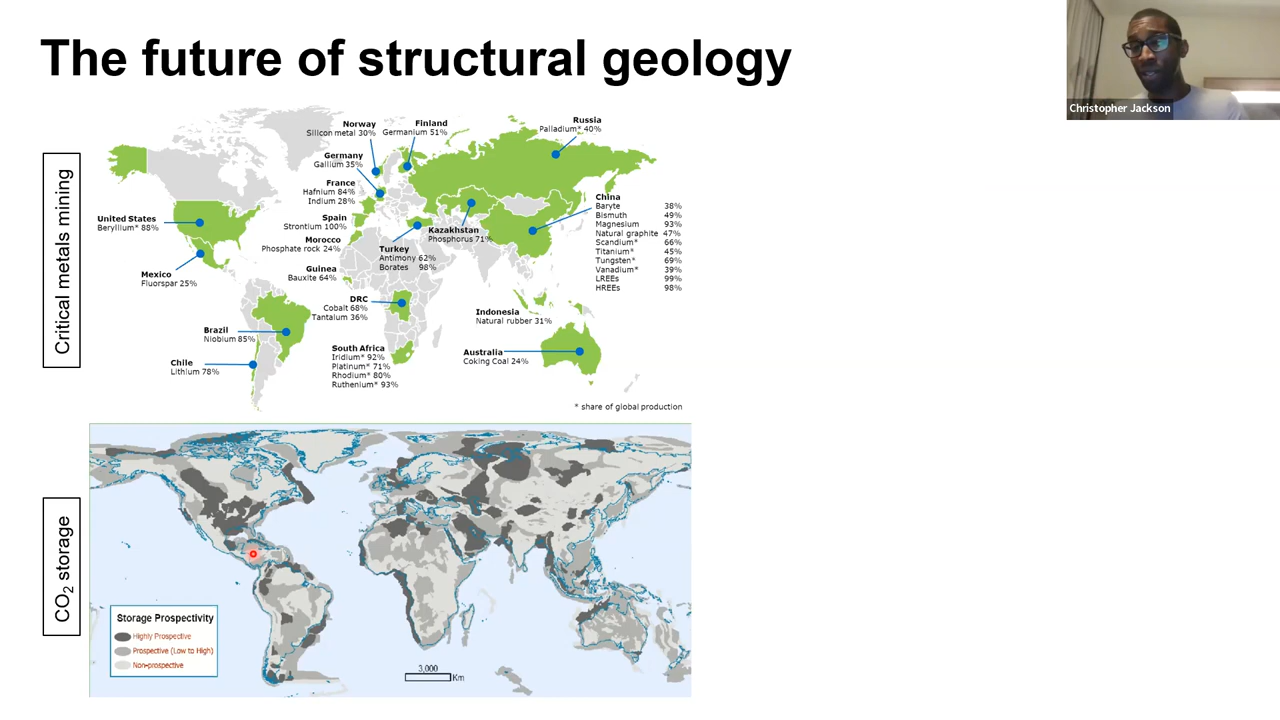 The future of structural geology
Christopher Jackson
Critical metals mining
Norway
Silicon metal 30%
Finland
Germanium 51%
Russia
Palladium* 40%
Germany
Gallium 35%
France
Hafnium 84%
Indium 28%
Spain
Strontium 100%
Morocco
Phosphate rock 24%
Guinea
Bauxite 64%
United States
Beryllium* 88%
Mexico
Fluorspar 25%
Turkey
Antimony 62%
Borates 98%
Kazakhstan
Phosphorus 71%
China
Baryte 38%
Bismuth 49%
Magnesium 93%
Natural graphite 47%
Scandium* 66%
Titanium* 45%
Tungsten* 69%
Vanadium* 39%
LREEs 99%
HREEs 98%
DRC
Cobalt 68%
Tantalum 36%
Indonesia
Natural rubber 31%
Brazil
Niobium 85%
Chile
Lithium 78%
South Africa
Iridium* 92%
Platinum* 71%
Rhodium* 80%
Ruthenium* 93%
Australia
Coking Coal 24%
* share of global production
CO2 storage
Storage Prospectivity
Highly Prospective
Prospective (Low to High)
Non-prospective
3,000
Km